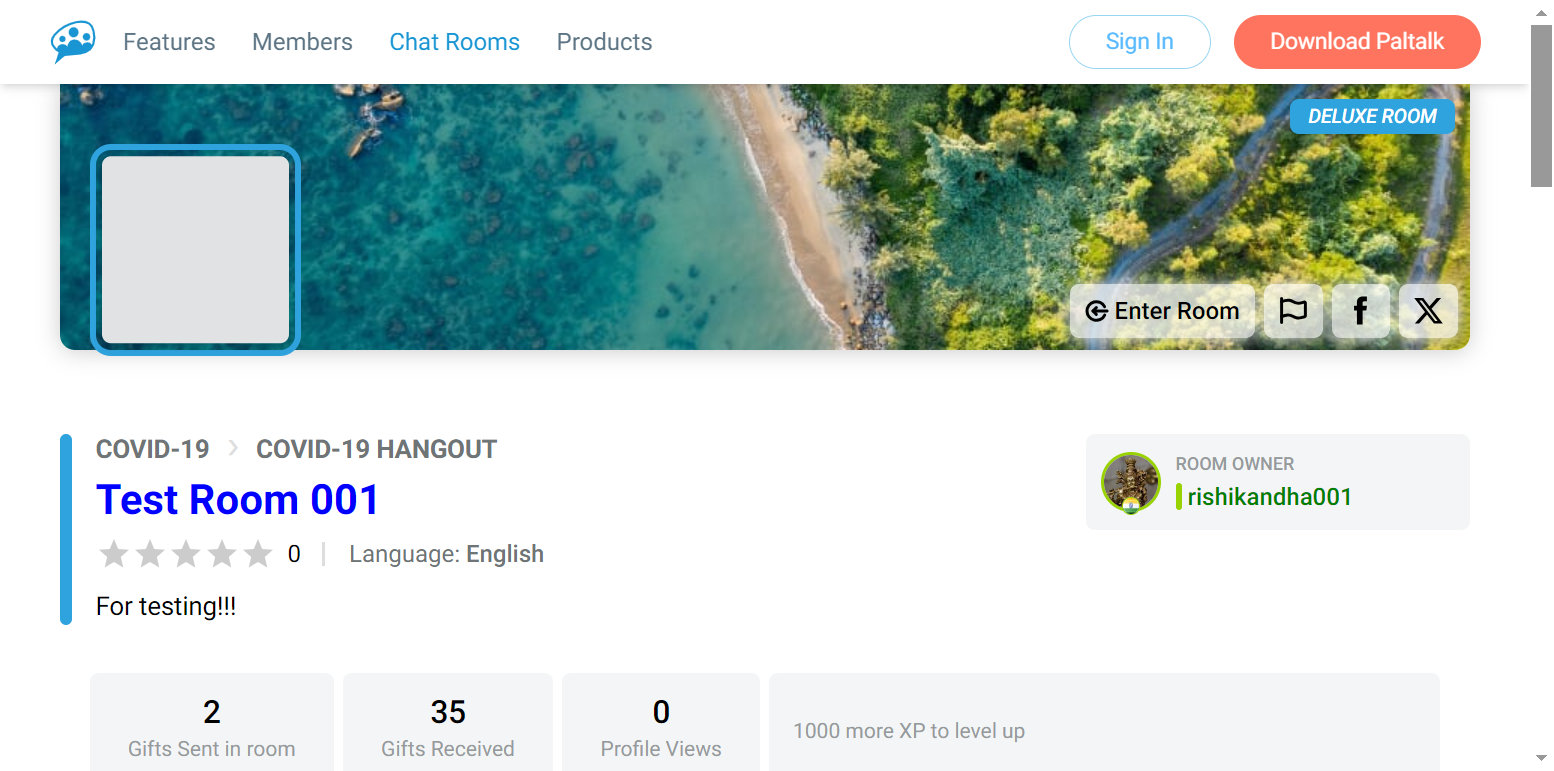 Features Members Chat Rooms Products Sign In Download Paltalk
DELUXE ROOM
Enter Room
COVID-19 COVID-19 HANGOUT
Test Room 001
0 Language: English
For testing!!!
ROOM OWNER
rishikandha001
2 35 0
Gifts Sent in room Gifts Received Profile Views
1000 more XP to level up